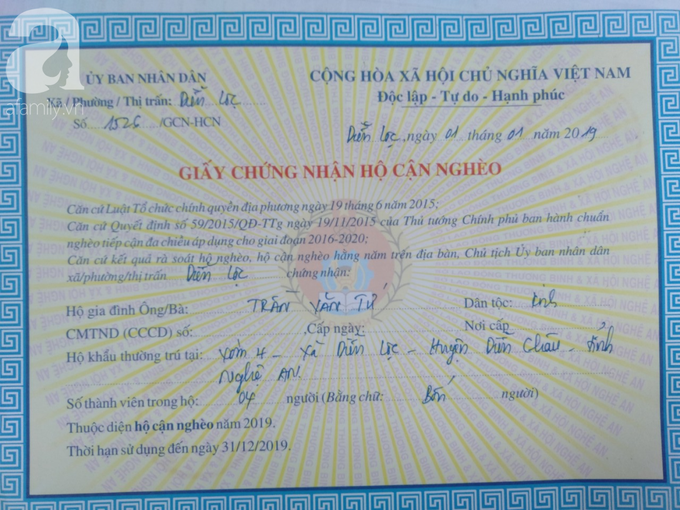 a
afamily.vn
ỦY BAN NHÂN DÂN
Xã / Phường / Thị trấn: Diễn Lộc
Số 1526 /GCN-HCN
CỘNG HÒA XÃ HỘI CHỦ NGHĨA VIỆT NAM
Độc lập - Tự do - Hạnh phúc
Diễn Lộc, ngày 01 tháng 01 năm 2019
GIẤY CHỨNG NHẬN HỘ CẬN NGHÈO
Căn cứ Luật Tổ chức chính quyền địa phương ngày 19 tháng 6 năm 2015;
Căn cứ Quyết định số 59/2015/QĐ-TTg ngày 19/11/2015 của Thủ tướng Chính phủ ban hành chuẩn
nghèo tiếp cận đa chiều áp dụng cho giai đoạn 2016-2020;
Căn cứ kết quả rà soát hộ nghèo, hộ cận nghèo hằng năm trên địa bàn, Chủ tịch Ủy ban nhân dân
xã/phường/thị trấn Diễn Lộc chứng nhận:
Hộ gia đình Ông/Bà: TRẦN VĂN TỨ Dân tộc: Kinh
CMTND (CCCD) số: Cấp ngày: Nơi cấp
Hộ khẩu thường trú tại: Xóm 4 - Xã Diễn Lộc - Huyện Diễn Châu - Tỉnh
Nghệ AN.
Số thành viên trong hộ: 04 người (Bằng chữ: Bốn người)
Thuộc diện hộ cận nghèo năm 2019.
Thời hạn sử dụng đến ngày 31/12/2019.